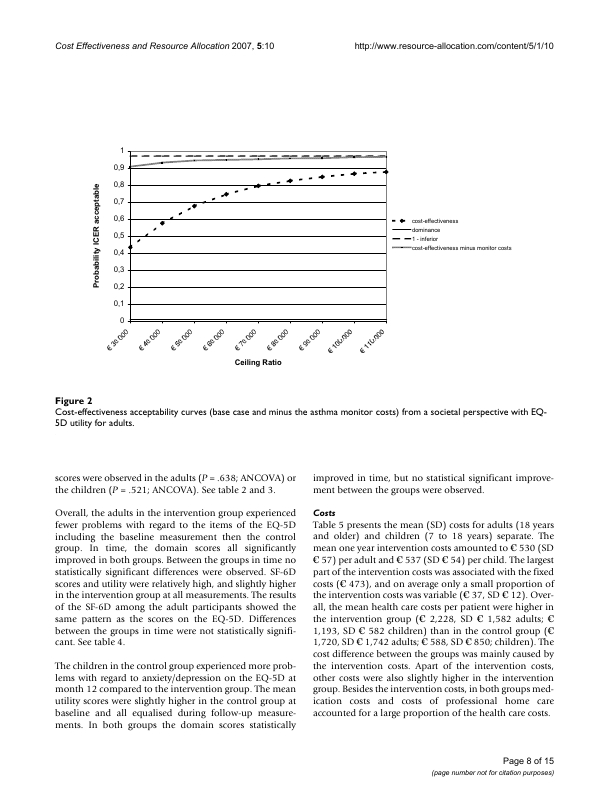 Cost Effectiveness and Resource Allocation 2007, 5:10
http://www.resource-allocation.com/content/5/1/10
1
0,9
0,8
0,7
0,6
0,5
0,4
0,3
0,2
0,1
0
Probability ICER acceptable
€ 30.000
€ 40.000
€ 50.000
€ 60.000
€ 70.000
€ 80.000
€ 90.000
€ 100.000
€ 110.000
Ceiling Ratio
cost-effectiveness
dominance
1 - inferior
cost-effectiveness minus monitor costs
Figure 2
Cost-effectiveness acceptability curves (base case and minus the asthma monitor costs) from a societal perspective with EQ-
5D utility for adults.
scores were observed in the adults (P = .638; ANCOVA) or
the children (P = .521; ANCOVA). See table 2 and 3.
Overall, the adults in the intervention group experienced
fewer problems with regard to the items of the EQ-5D
including the baseline measurement then the control
group. In time, the domain scores all significantly
improved in both groups. Between the groups in time no
statistically significant differences were observed. SF-6D
scores and utility were relatively high, and slightly higher
in the intervention group at all measurements. The results
of the SF-6D among the adult participants showed the
same pattern as the scores on the EQ-5D. Differences
between the groups in time were not statistically signifi-
cant. See table 4.
The children in the control group experienced more prob-
lems with regard to anxiety/depression on the EQ-5D at
month 12 compared to the intervention group. The mean
utility scores were slightly higher in the control group at
baseline and all equalised during follow-up measure-
ments. In both groups the domain scores statistically
improved in time, but no statistical significant improve-
ment between the groups were observed.
Costs
Table 5 presents the mean (SD) costs for adults (18 years
and older) and children (7 to 18 years) separate. The
mean one year intervention costs amounted to € 530 (SD
€ 57) per adult and € 537 (SD € 54) per child. The largest
part of the intervention costs was associated with the fixed
costs (€ 473), and on average only a small proportion of
the intervention costs was variable (€ 37, SD € 12). Over-
all, the mean health care costs per patient were higher in
the intervention group (€ 2,228, SD € 1,582 adults; €
1,193, SD € 582 children) than in the control group (€
1,720, SD € 1,742 adults; € 588, SD € 850; children). The
cost difference between the groups was mainly caused by
the intervention costs. Apart of the intervention costs,
other costs were also slightly higher in the intervention
group. Besides the intervention costs, in both groups med-
ication costs and costs of professional home care
accounted for a large proportion of the health care costs.
Page 8 of 15
(page number not for citation purposes)